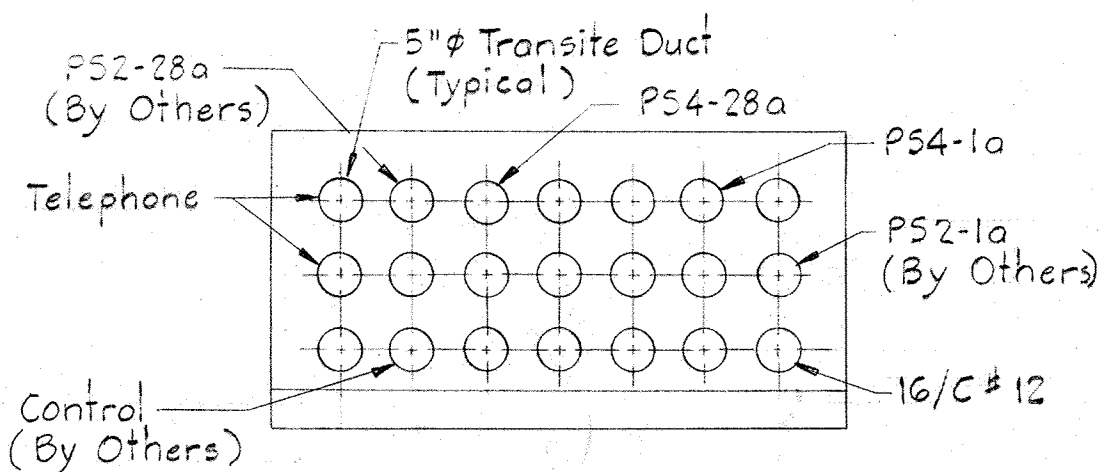 5"ø Transite Duct
(Typical)
PS2-28a
(By Others)
PS4-28a
PS4-1a
Telephone
PS2-1a
(By Others)
16/C # 12
Control
(By Others)